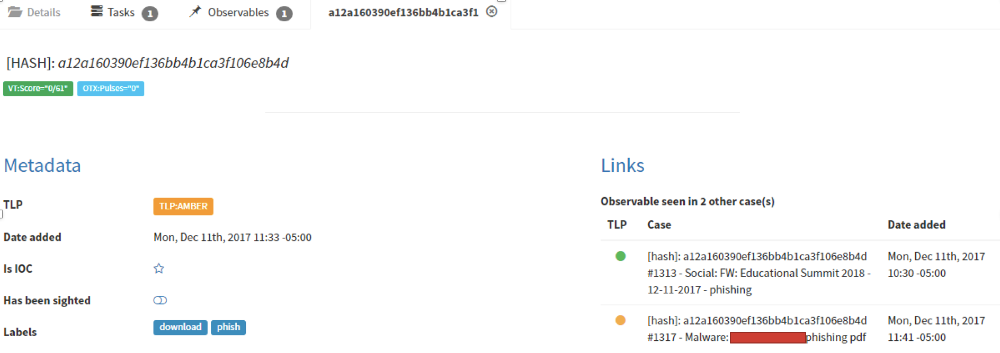 Details Tasks 1 Observables 1 a12a160390ef136bb4b1ca3f1
[HASH]: a12a160390ef136bb4b1ca3f106e8b4d
VT:Score="0/61" OTX:Pulses="0"
Metadata
TLP TLP:AMBER
Date added Mon, Dec 11th, 2017 11:33 -05:00
Is IOC
Has been sighted
Labels download phish
Links
Observable seen in 2 other case(s)
TLP Case Date added
[hash]: a12a160390ef136bb4b1ca3f106e8b4d Mon, Dec 11th, 2017
#1313 - Social: FW: Educational Summit 2018 - 10:30 -05:00
12-11-2017 - phishing
[hash]: a12a160390ef136bb4b1ca3f106e8b4d Mon, Dec 11th, 2017
#1317 - Malware: phishing pdf 11:41 -05:00